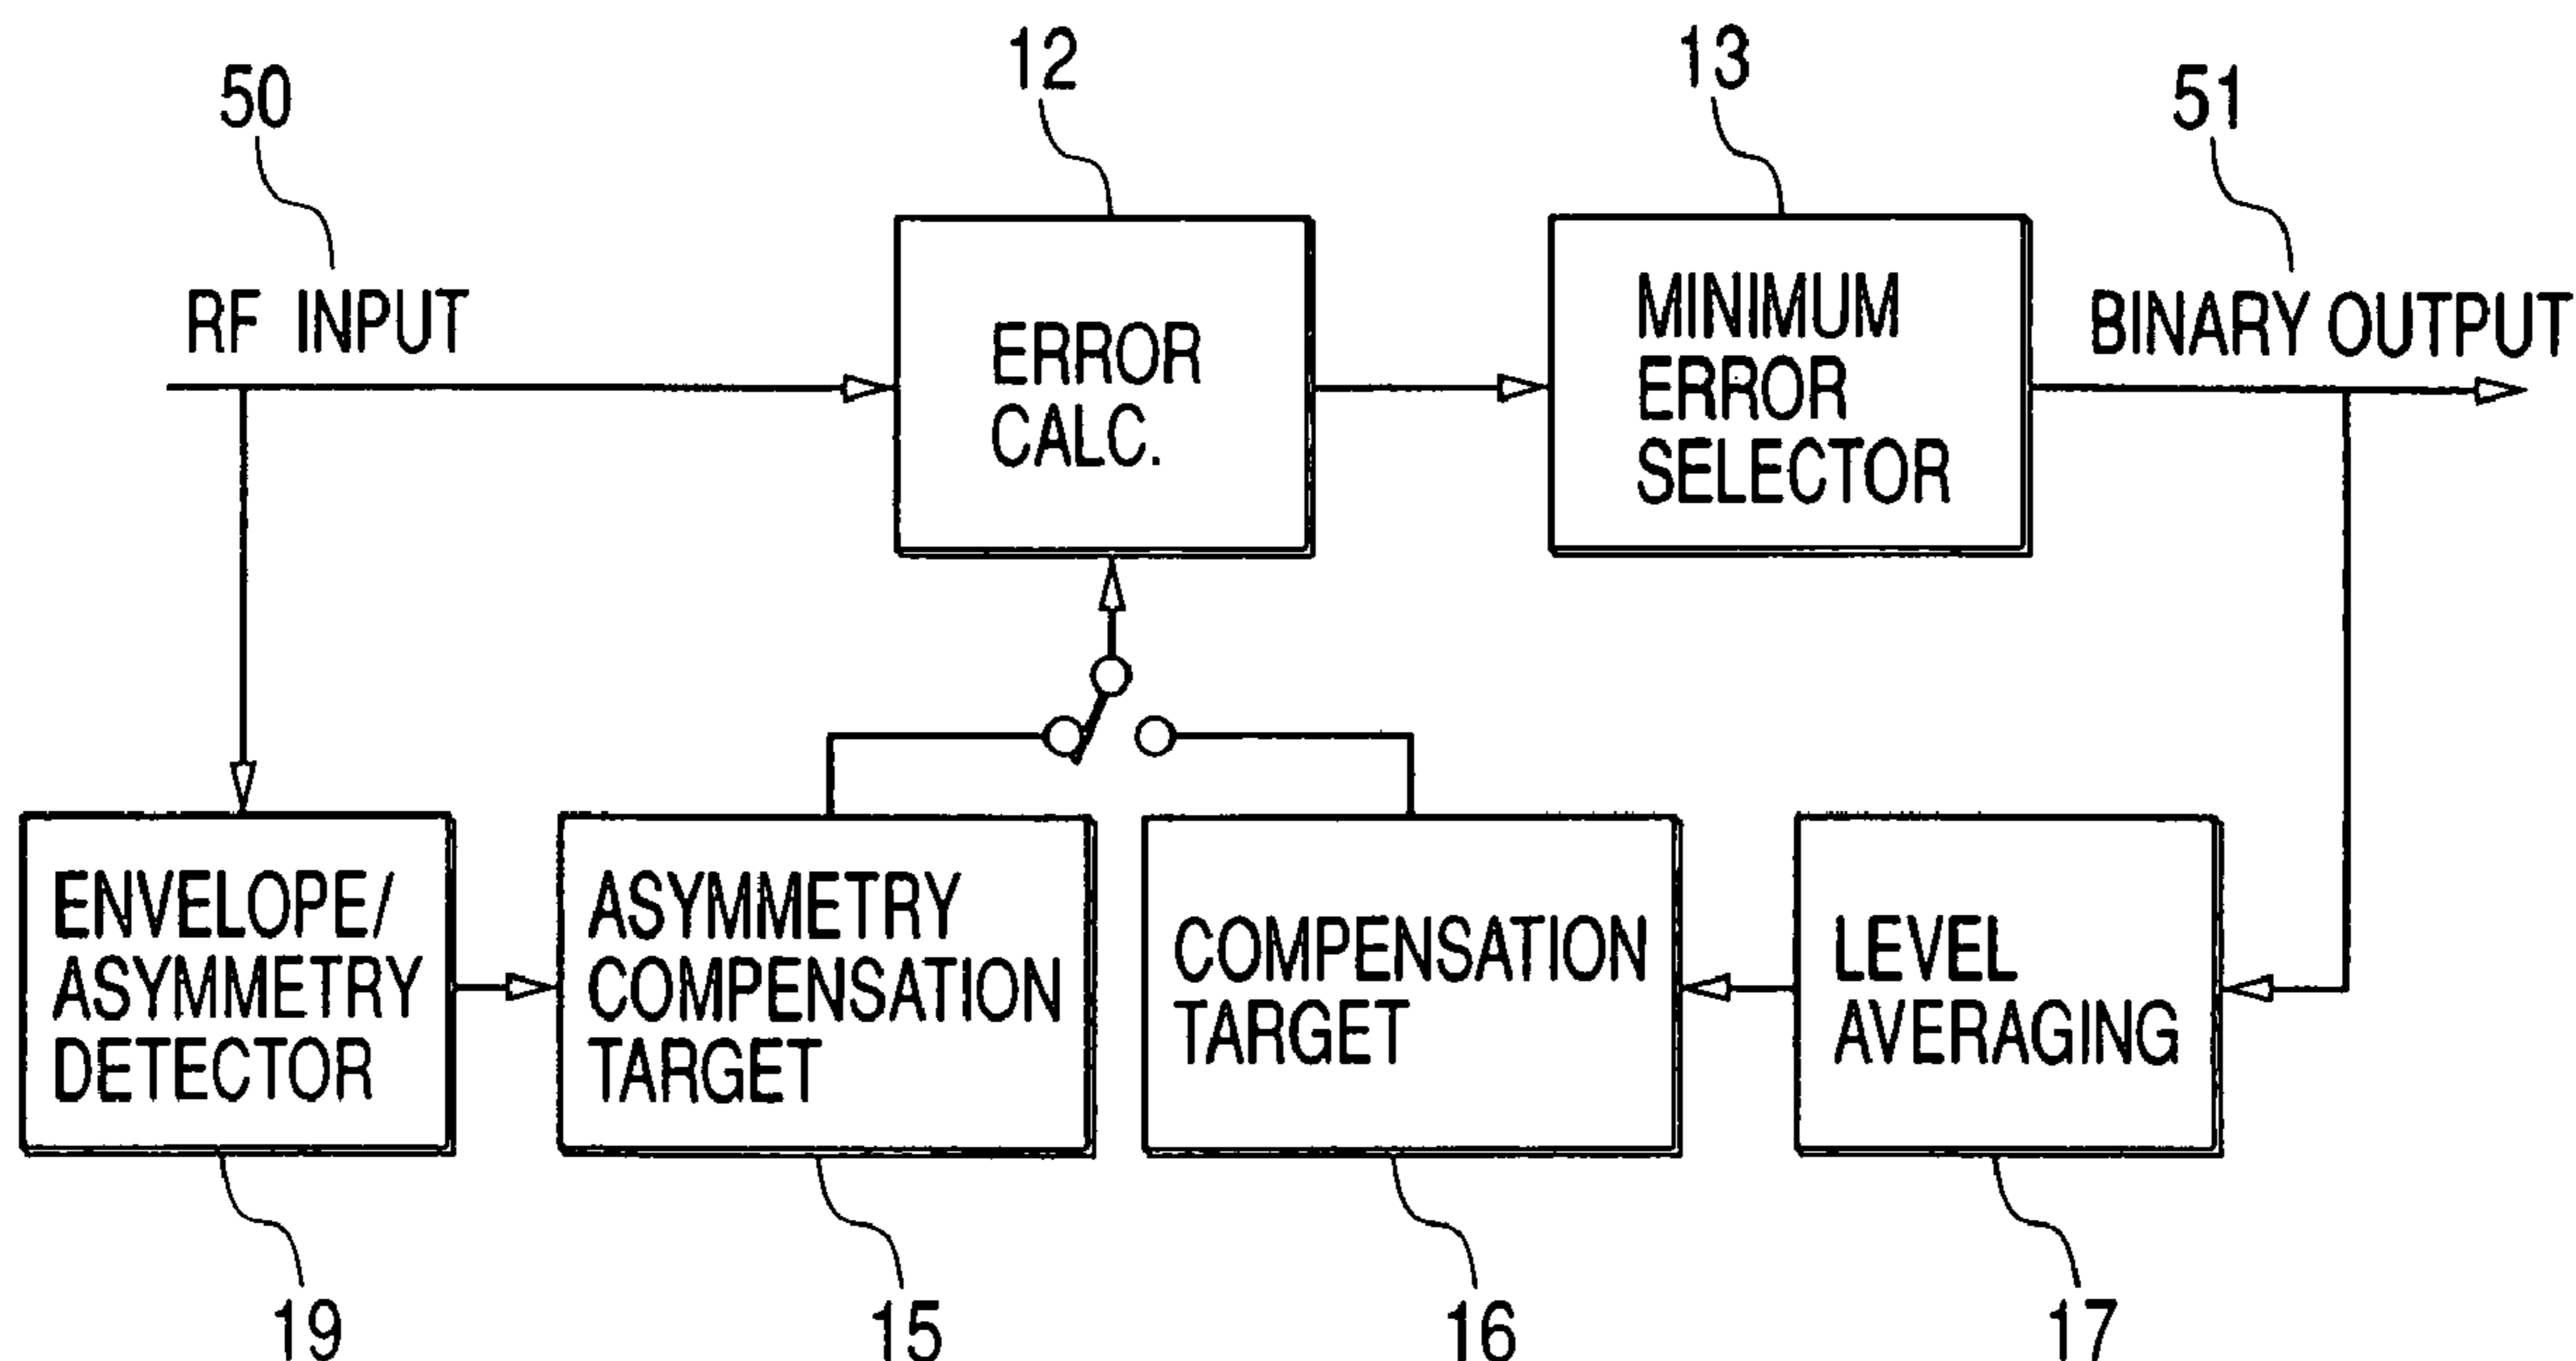 50
12
13
51
RF INPUT
ERROR
CALC.
MINIMUM
ERROR
SELECTOR
BINARY OUTPUT
ENVELOPE/
ASYMMETRY
DETECTOR
ASYMMETRY
COMPENSATION
TARGET
COMPENSATION
TARGET
LEVEL
AVERAGING
19
15
16
17